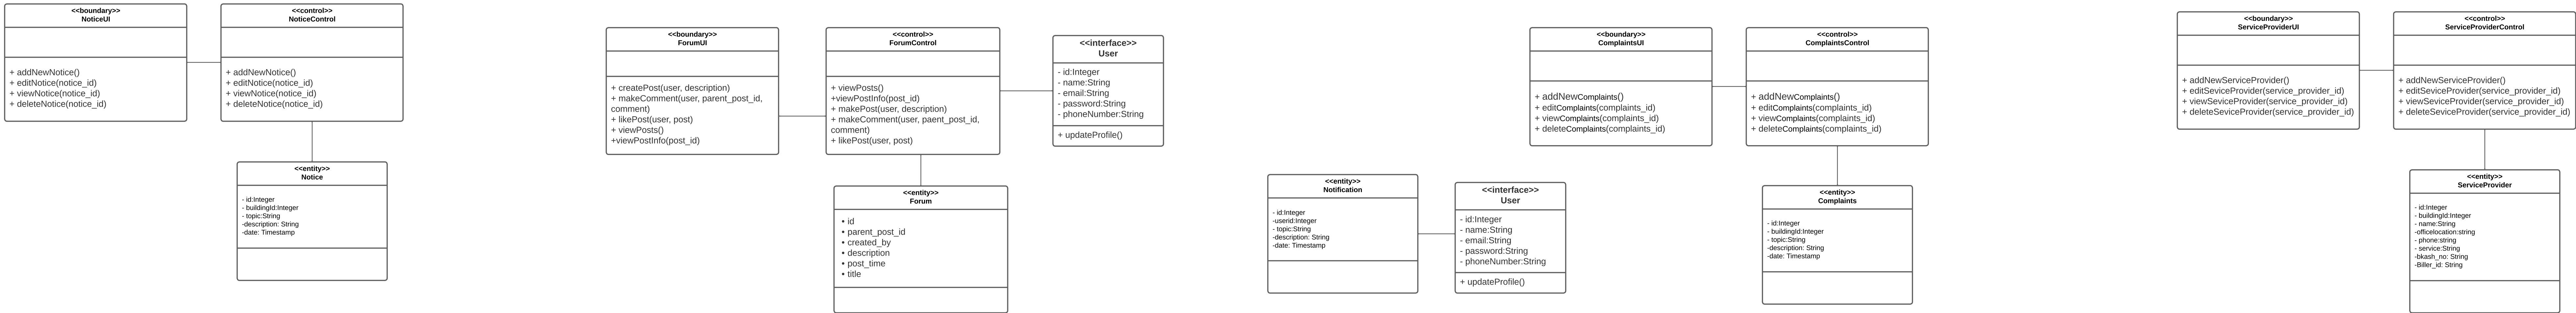 <<boundary>>
NoticeUI
+ addNewNotice()
+ editNotice(notice_id)
+ viewNotice(notice_id)
+ deleteNotice(notice_id)
<<control>>
NoticeControl
+ addNewNotice()
+ editNotice(notice_id)
+ viewNotice(notice_id)
+ deleteNotice(notice_id)
<<entity>>
Notice
- id:Integer
- buildingId:Integer
- topic:String
-description: String
-date: Timestamp
<<boundary>>
ForumUI
+ createPost(user, description)
+ makeComment(user, parent_post_id,
comment)
+ likePost(user, post)
+ viewPosts()
+viewPostInfo(post_id)
<<control>>
ForumControl
+ viewPosts()
+viewPostInfo(post_id)
+ makePost(user, description)
+ makeComment(user, paent_post_id,
comment)
+ likePost(user, post)
<<interface>>
User
- id:Integer
- name:String
- email:String
- password:String
- phoneNumber:String
+ updateProfile()
<<entity>>
Forum
• id
• parent_post_id
• created_by
• description
• post_time
• title
<<entity>>
Notification
- id:Integer
-userid:Integer
- topic:String
-description: String
-date: Timestamp
<<interface>>
User
- id:Integer
- name:String
- email:String
- password:String
- phoneNumber:String
+ updateProfile()
<<boundary>>
ComplaintsUI
+ addNewComplaints()
+ editComplaints(complaints_id)
+ viewComplaints(complaints_id)
+ deleteComplaints(complaints_id)
<<control>>
ComplaintsControl
+ addNewComplaints()
+ editComplaints(complaints_id)
+ viewComplaints(complaints_id)
+ deleteComplaints(complaints_id)
<<entity>>
Complaints
- id:Integer
- buildingId:Integer
- topic:String
-description: String
-date: Timestamp
<<boundary>>
ServiceProviderUI
+ addNewServiceProvider()
+ editSeviceProvider(service_provider_id)
+ viewSeviceProvider(service_provider_id)
+ deleteSeviceProvider(service_provider_id)
<<control>>
ServiceProviderControl
+ addNewServiceProvider()
+ editSeviceProvider(service_provider_id)
+ viewSeviceProvider(service_provider_id)
+ deleteSeviceProvider(service_provider_id)
<<entity>>
ServiceProvider
- id:Integer
- buildingId:Integer
- name:String
-officelocation:string
- phone:string
- service:String
-bkash_no: String
-Biller_id: String